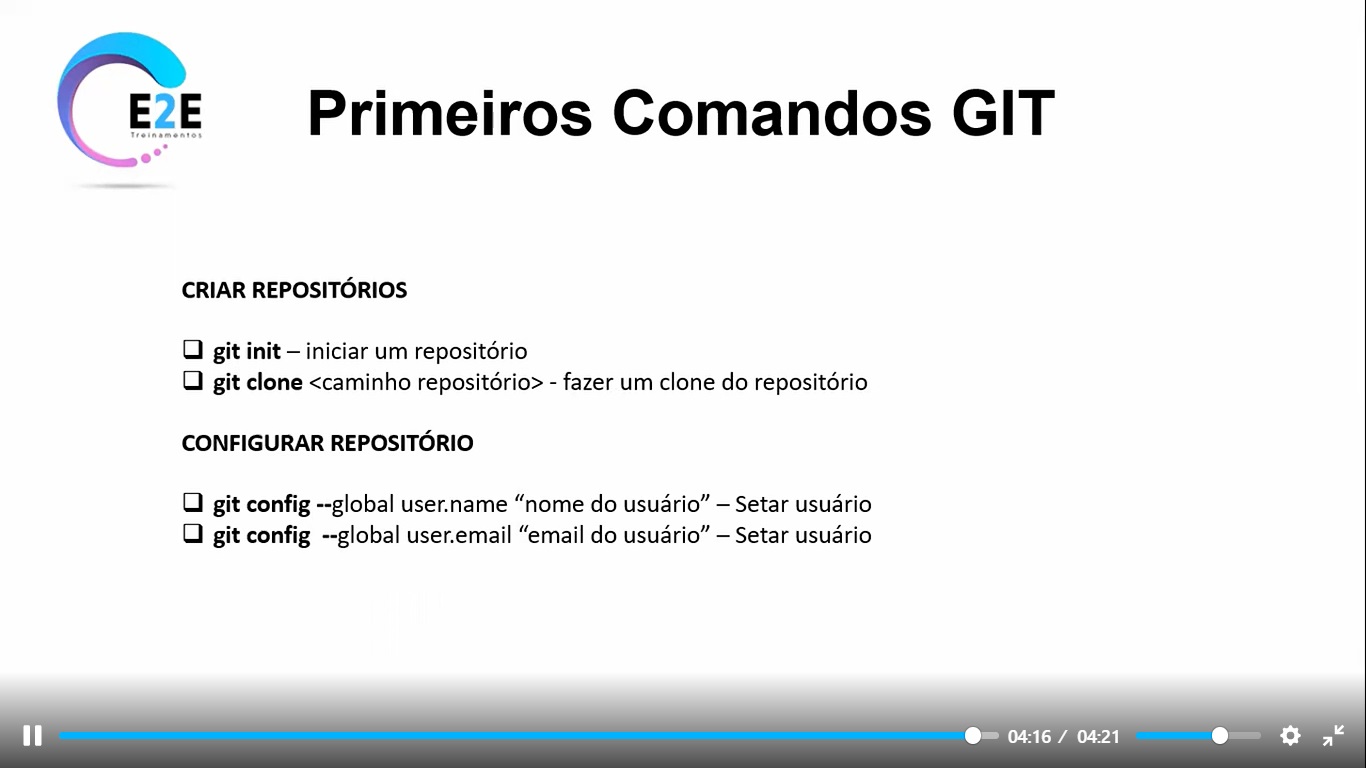 E2E
Treinamentos
Primeiros Comandos GIT
CRIAR REPOSITÓRIOS
❑ git init – iniciar um repositório
❑ git clone <caminho repositório> - fazer um clone do repositório
CONFIGURAR REPOSITÓRIO
❑ git config --global user.name “nome do usuário” – Setar usuário
❑ git config --global user.email “email do usuário” – Setar usuário
04:16 / 04:21